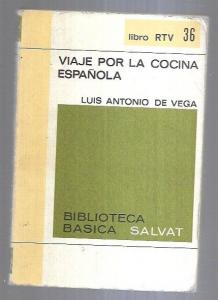 libro RTV 36
VIAJE POR LA COCINA
ESPAÑOLA
LUIS ANTONIO DE VEGA
BIBLIOTECA
BASICA SALVAT